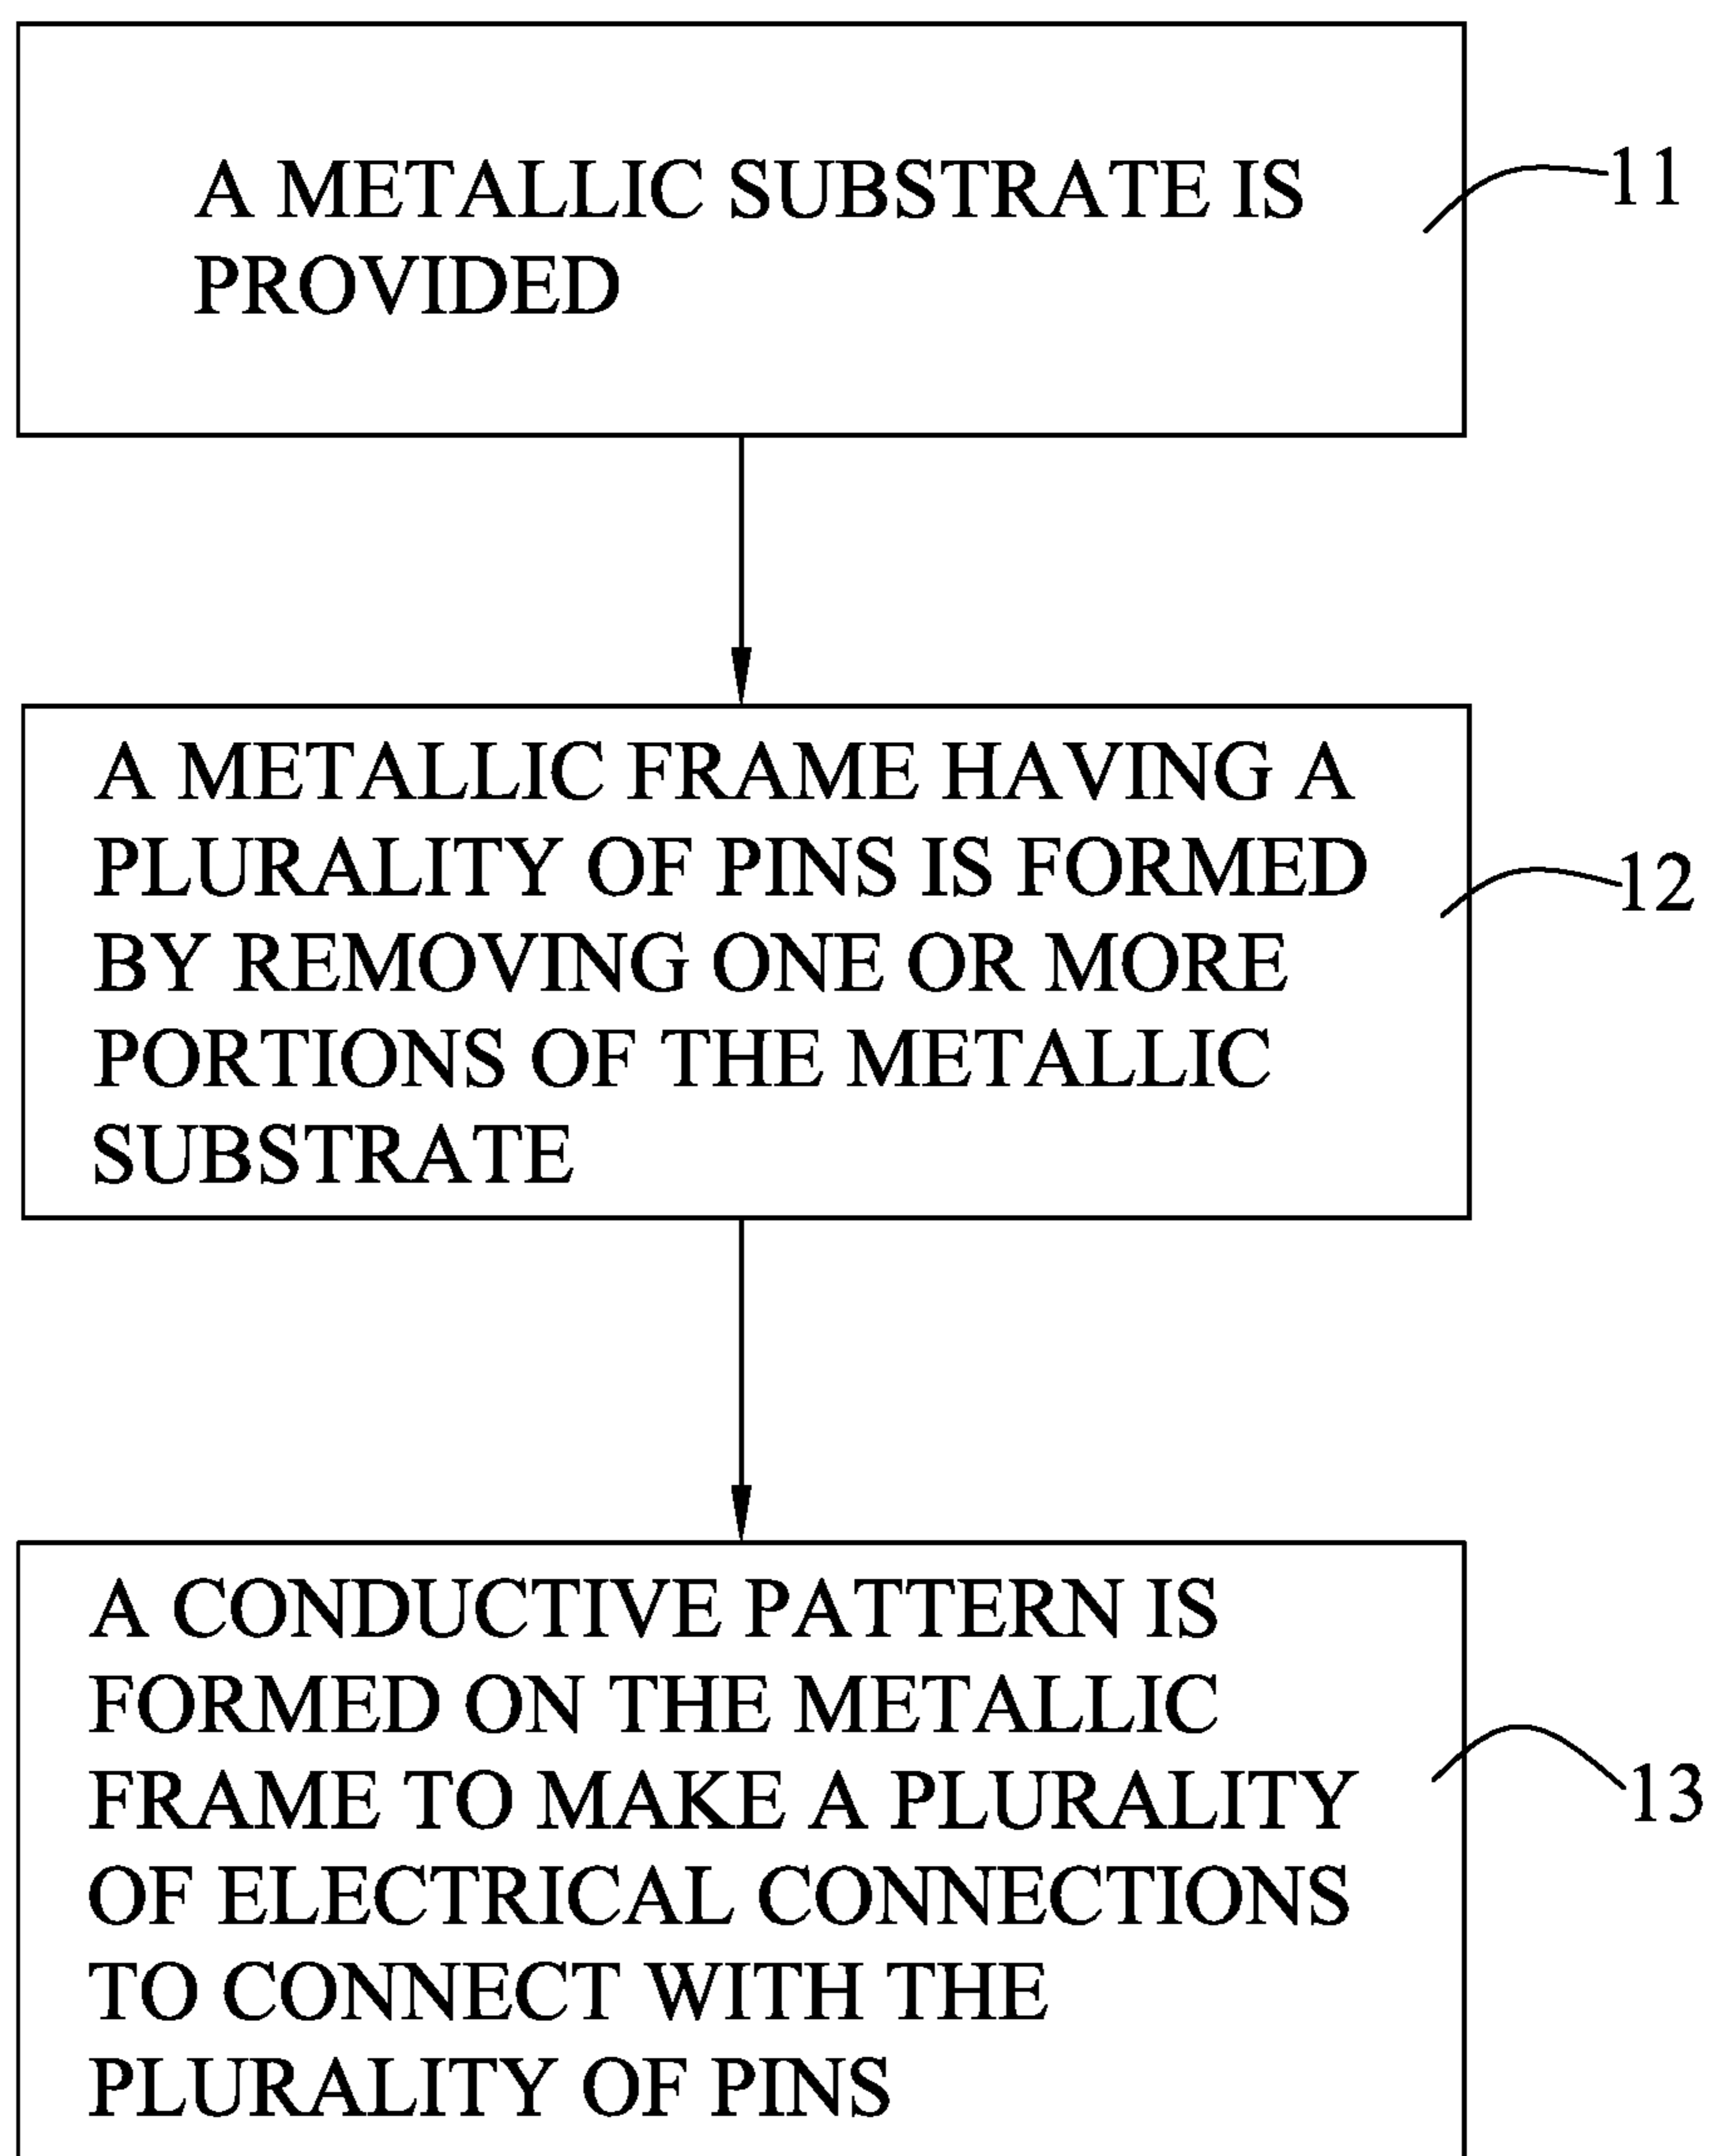 A METALLIC SUBSTRATE IS
PROVIDED
11
A METALLIC FRAME HAVING A
PLURALITY OF PINS IS FORMED
BY REMOVING ONE OR MORE
PORTIONS OF THE METALLIC
SUBSTRATE
12
A CONDUCTIVE PATTERN IS
FORMED ON THE METALLIC
FRAME TO MAKE A PLURALITY
OF ELECTRICAL CONNECTIONS
TO CONNECT WITH THE
PLURALITY OF PINS
13